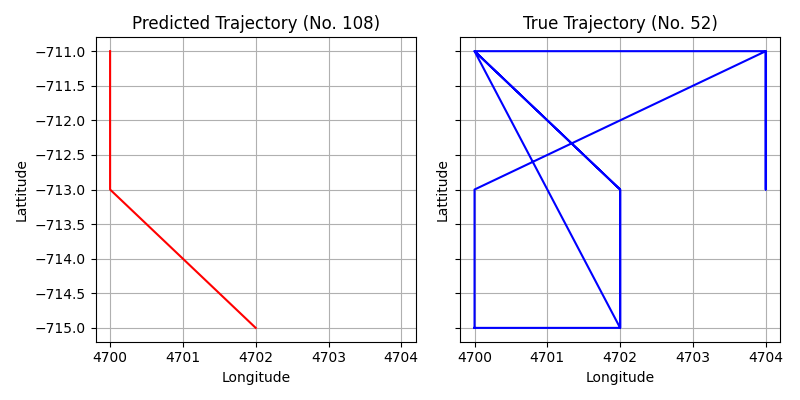 Predicted Trajectory (No. 108)
True Trajectory (No. 52)
Lattitude
−711.0
−711.5
−712.0
−712.5
−713.0
−713.5
−714.0
−714.5
−715.0
4700 4701 4702 4703 4704
Longitude
Lattitude
4700 4701 4702 4703 4704
Longitude